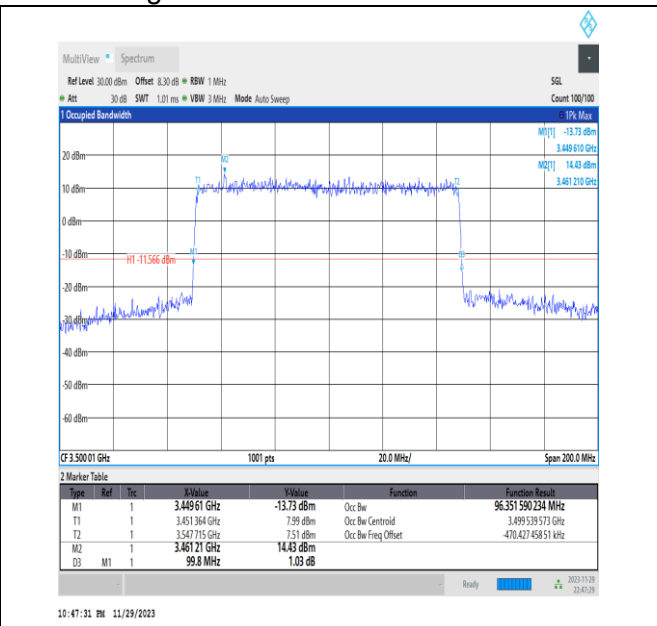 MultiView Spectrum
Ref Level 30.00 dBm Offset 8.30 dB RBW 1 MHz SGL
Att 30 dB SWT 1.01 ms VBW 3 MHz Mode Auto Sweep Count 100/100
1 Occupied Bandwidth 1Pk Max
M1[1] -13.73 dBm
3.449 610 GHz
M2[1] 14.43 dBm
3.461 210 GHz
20 dBm
M2
T1 T2
10 dBm
0 dBm
-10 dBm
M1 D3
H1 -11.566 dBm
-20 dBm
-30 dBm
-40 dBm
-50 dBm
-60 dBm
CF 3.500 01 GHz 1001 pts 20.0 MHz/ Span 200.0 MHz
2 Marker Table
Type Ref Trc X-Value Y-Value Function Function Result
M1 1 3.449 61 GHz -13.73 dBm Occ Bw 96.351 590 234 MHz
T1 1 3.451 364 GHz 7.99 dBm Occ Bw Centroid 3.499 539 573 GHz
T2 1 3.547 715 GHz 7.51 dBm Occ Bw Freq Offset -470.427 458 51 kHz
M2 1 3.461 21 GHz 14.43 dBm
D3 M1 1 99.8 MHz 1.03 dB
Ready 2023-11-29
22:47:29
10:47:31 PM 11/29/2023